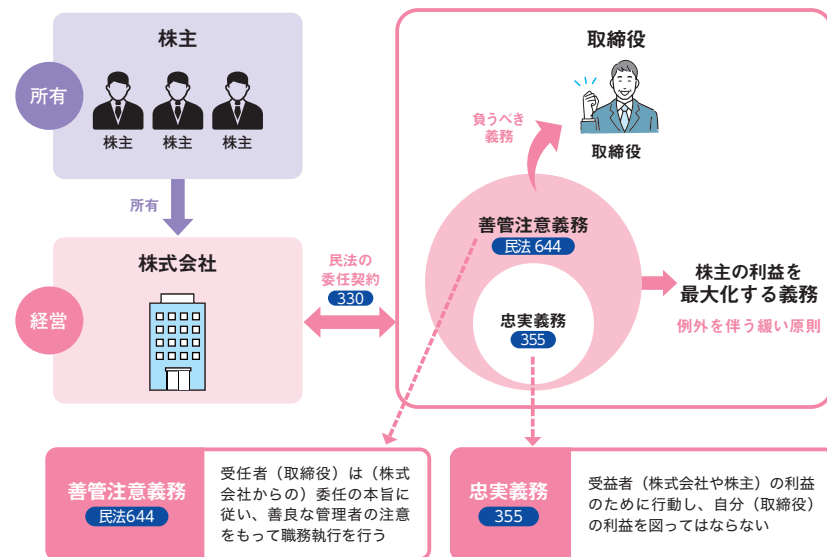 株主
所有
株主 株主 株主
所有
株式会社
経営
民法の
委任契約
330
取締役
負うべき
義務
取締役
善管注意義務
民法 644
忠実義務
355
株主の利益を
最大化する義務
例外を伴う緩い原則
善管注意義務
民法644
受任者（取締役）は（株式
会社からの）委任の本旨に
従い、善良な管理者の注意
をもって職務執行を行う
忠実義務
355
受益者（株式会社や株主）の利益
のために行動し、自分（取締役）
の利益を図ってはならない